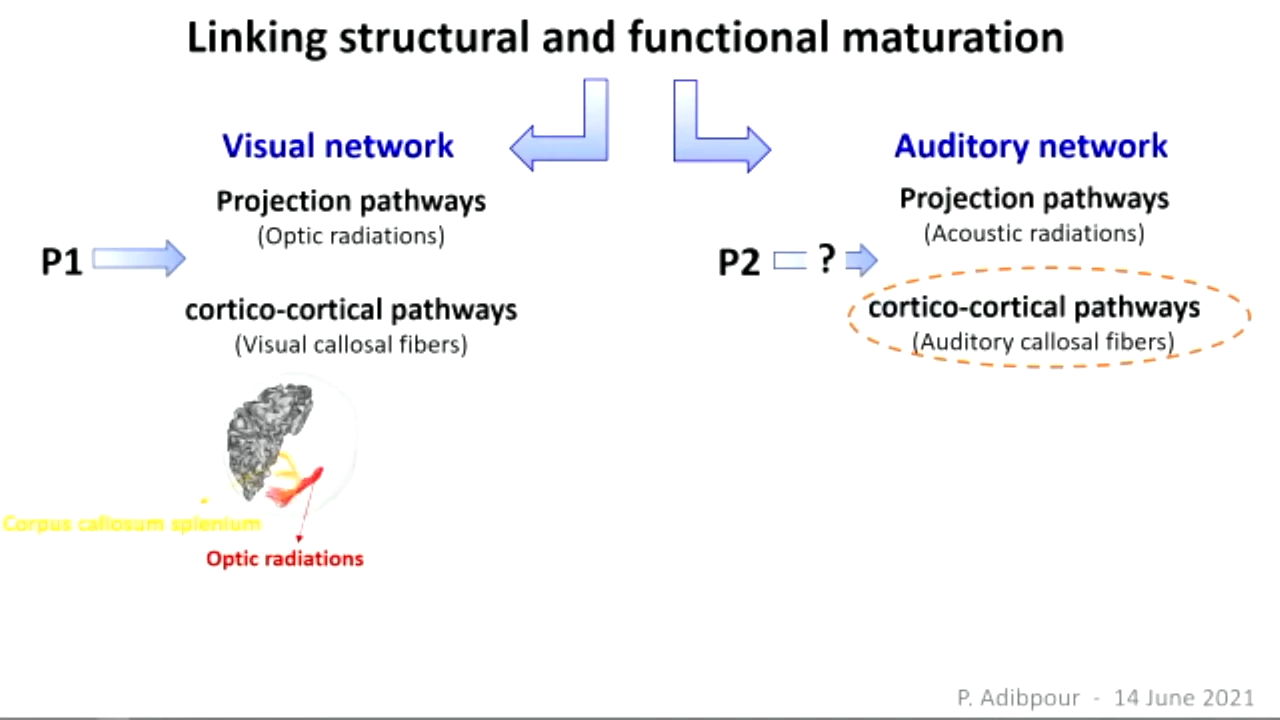 Linking structural and functional maturation
Visual network
Projection pathways
(Optic radiations)
P1
cortico-cortical pathways
(Visual callosal fibers)
Corpus callosum splenium
Optic radiations
Auditory network
Projection pathways
(Acoustic radiations)
P2 ?
cortico-cortical pathways
(Auditory callosal fibers)
P. Adibpour - 14 June 2021